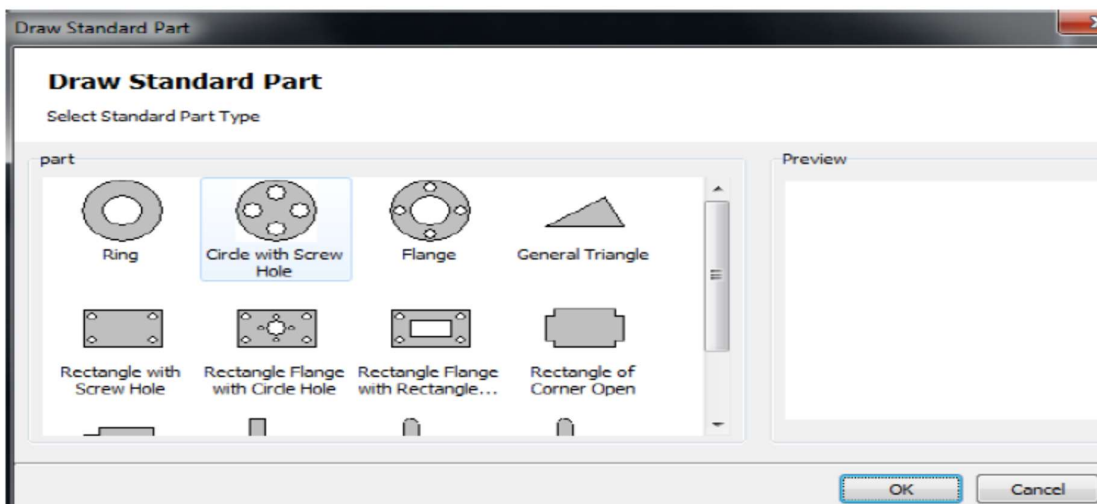 Draw Standard Part
Draw Standard Part
Select Standard Part Type
part
Preview
Ring
Circle with Screw
Hole
Flange
General Triangle
Rectangle with
Screw Hole
Rectangle Flange
with Circle Hole
Rectangle Flange
with Rectangle...
Rectangle of
Corner Open
OK
Cancel